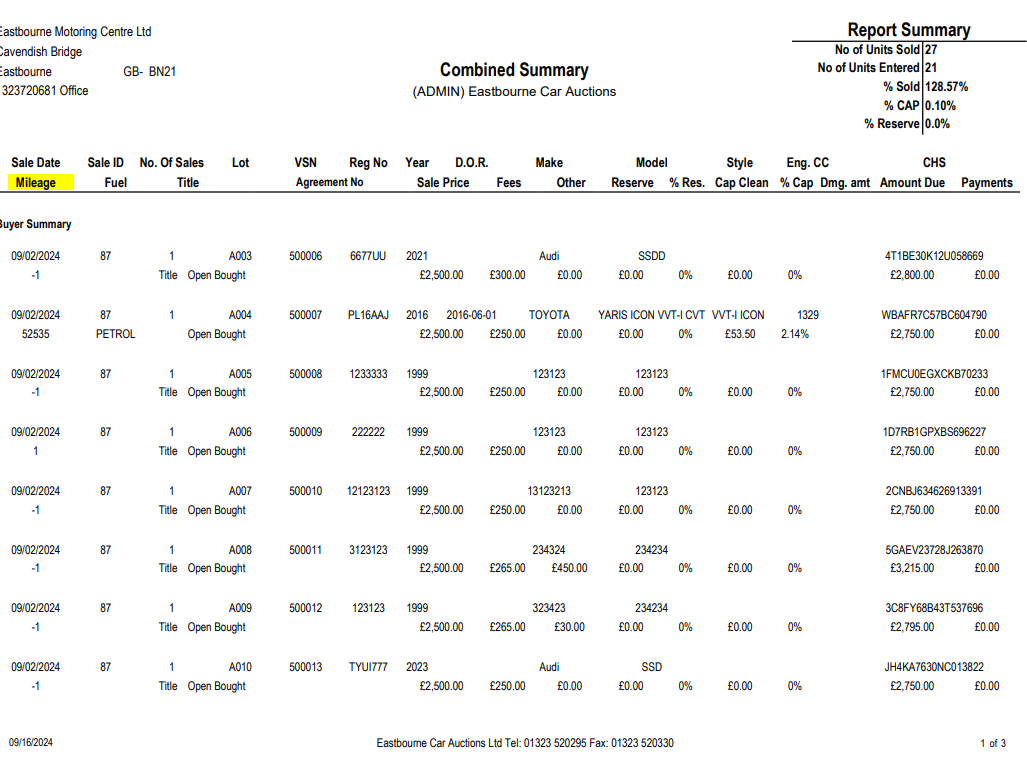 Eastbourne Motoring Centre Ltd
Cavendish Bridge
Eastbourne GB- BN21
323720681 Office
Combined Summary
(ADMIN) Eastbourne Car Auctions
Report Summary
No of Units Sold 27
No of Units Entered 21
% Sold 128.57%
% CAP 0.10%
% Reserve 0.0%
Sale Date Sale ID No. Of Sales Lot VSN Reg No Year D.O.R. Make Model Style Eng. CC CHS
Mileage Fuel Title Agreement No Sale Price Fees Other Reserve % Res. Cap Clean % Cap Dmg. amt Amount Due Payments
Buyer Summary
09/02/2024 87 1 A003 500006 6677UU 2021 Audi SSDD 4T1BE30K12U058669
-1 Title Open Bought £2,500.00 £300.00 £0.00 £0.00 0% £0.00 0% £2,800.00 £0.00
09/02/2024 87 1 A004 500007 PL16AAJ 2016 2016-06-01 TOYOTA YARIS ICON VVT-I CVT VVT-I ICON 1329 WBAFR7C57BC604790
52535 PETROL Open Bought £2,500.00 £250.00 £0.00 £0.00 0% £53.50 2.14% £2,750.00 £0.00
09/02/2024 87 1 A005 500008 1233333 1999 123123 123123 1FMCU0EGXCKB70233
-1 Title Open Bought £2,500.00 £250.00 £0.00 £0.00 0% £0.00 0% £2,750.00 £0.00
09/02/2024 87 1 A006 500009 222222 1999 123123 123123 1D7RB1GPXBS696227
1 Title Open Bought £2,500.00 £250.00 £0.00 £0.00 0% £0.00 0% £2,750.00 £0.00
09/02/2024 87 1 A007 500010 12123123 1999 13123213 123123 2CNBJ634626913391
-1 Title Open Bought £2,500.00 £250.00 £0.00 £0.00 0% £0.00 0% £2,750.00 £0.00
09/02/2024 87 1 A008 500011 3123123 1999 234324 234234 5GAEV23728J263870
-1 Title Open Bought £2,500.00 £265.00 £450.00 £0.00 0% £0.00 0% £3,215.00 £0.00
09/02/2024 87 1 A009 500012 123123 1999 323423 234234 3C8FY68B43T537696
-1 Title Open Bought £2,500.00 £265.00 £30.00 £0.00 0% £0.00 0% £2,795.00 £0.00
09/02/2024 87 1 A010 500013 TYUI777 2023 Audi SSD JH4KA7630NC013822
-1 Title Open Bought £2,500.00 £250.00 £0.00 £0.00 0% £0.00 0% £2,750.00 £0.00
09/16/2024 Eastbourne Car Auctions Ltd Tel: 01323 520295 Fax: 01323 520330 1 of 3